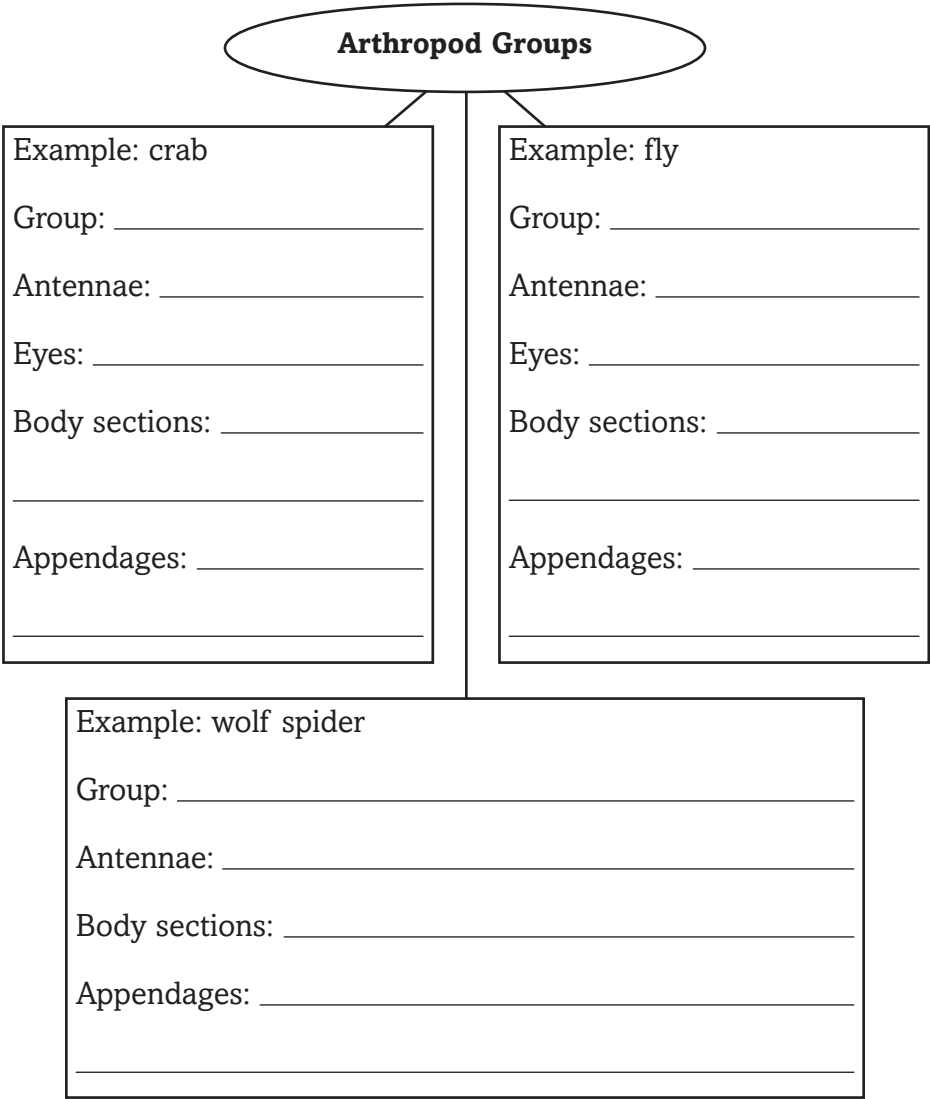 Arthropod Groups
Example: crab
Group:
Antennae:
Eyes:
Body sections:
Appendages:
Example: fly
Group:
Antennae:
Eyes:
Body sections:
Appendages:
Example: wolf spider
Group:
Antennae:
Body sections:
Appendages: